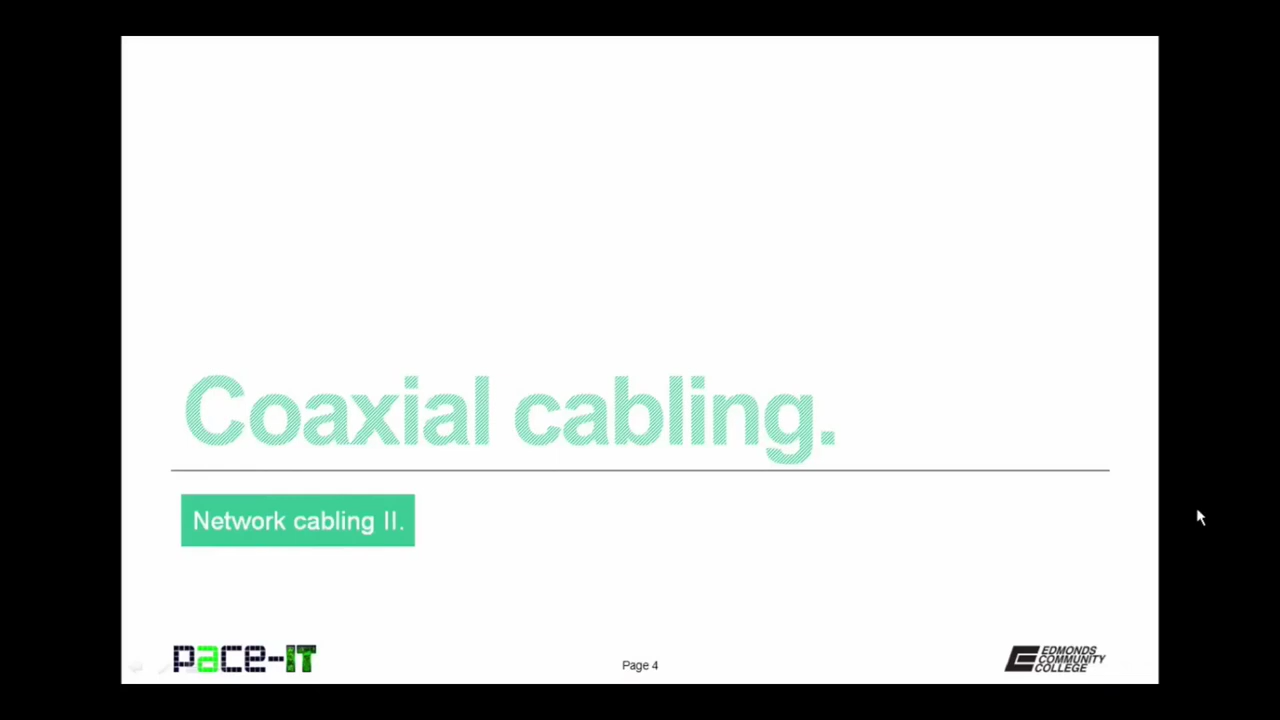 Coaxial cabling.
Network cabling II.
pace-IT
Page 4
EDMONDS
COMMUNITY
COLLEGE